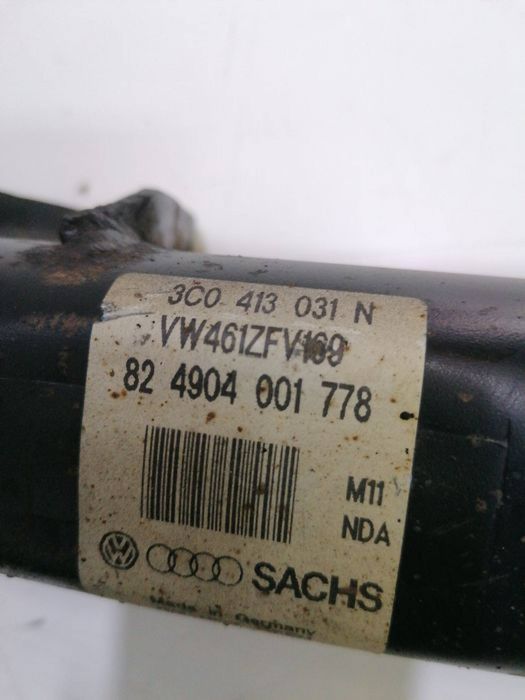 3C0 413 031 N
VW461ZFV169
82 4904 001 778
M11
NDA
SACHS
Made in Germany